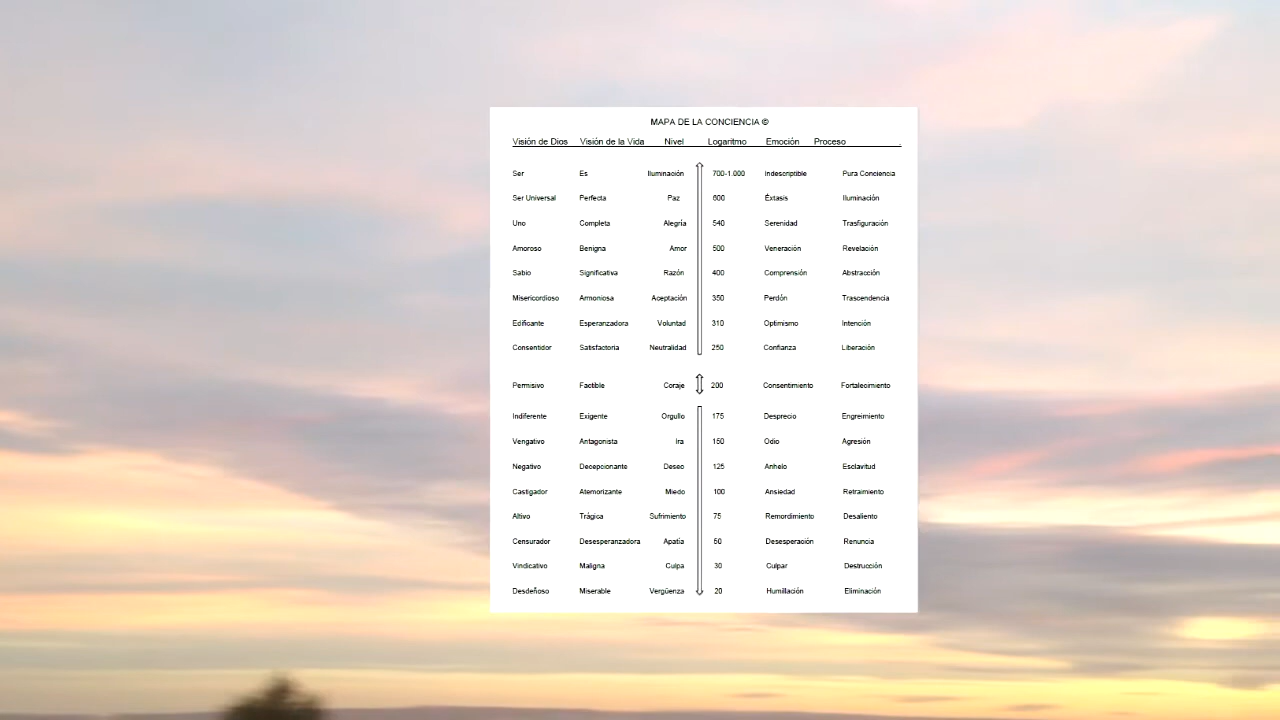 MAPA DE LA CONCIENCIA ©
Visión de Dios Visión de la Vida Nivel Logaritmo Emoción Proceso .
Ser Es Iluminación 700-1.000 Indescriptible Pura Conciencia
Ser Universal Perfecta Paz 600 Éxtasis Iluminación
Uno Completa Alegría 540 Serenidad Trasfiguración
Amoroso Benigna Amor 500 Veneración Revelación
Sabio Significativa Razón 400 Comprensión Abstracción
Misericordioso Armoniosa Aceptación 350 Perdón Trascendencia
Edificante Esperanzadora Voluntad 310 Optimismo Intención
Consentidor Satisfactoria Neutralidad 250 Confianza Liberación
Permisivo Factible Coraje 200 Consentimiento Fortalecimiento
Indiferente Exigente Orgullo 175 Desprecio Engreimiento
Vengativo Antagonista Ira 150 Odio Agresión
Negativo Decepcionante Deseo 125 Anhelo Esclavitud
Castigador Atemorizante Miedo 100 Ansiedad Retraimiento
Altivo Trágica Sufrimiento 75 Remordimiento Desaliento
Censurador Desesperanzadora Apatía 50 Desesperación Renuncia
Vindicativo Maligna Culpa 30 Culpar Destrucción
Desdeñoso Miserable Vergüenza 20 Humillación Eliminación